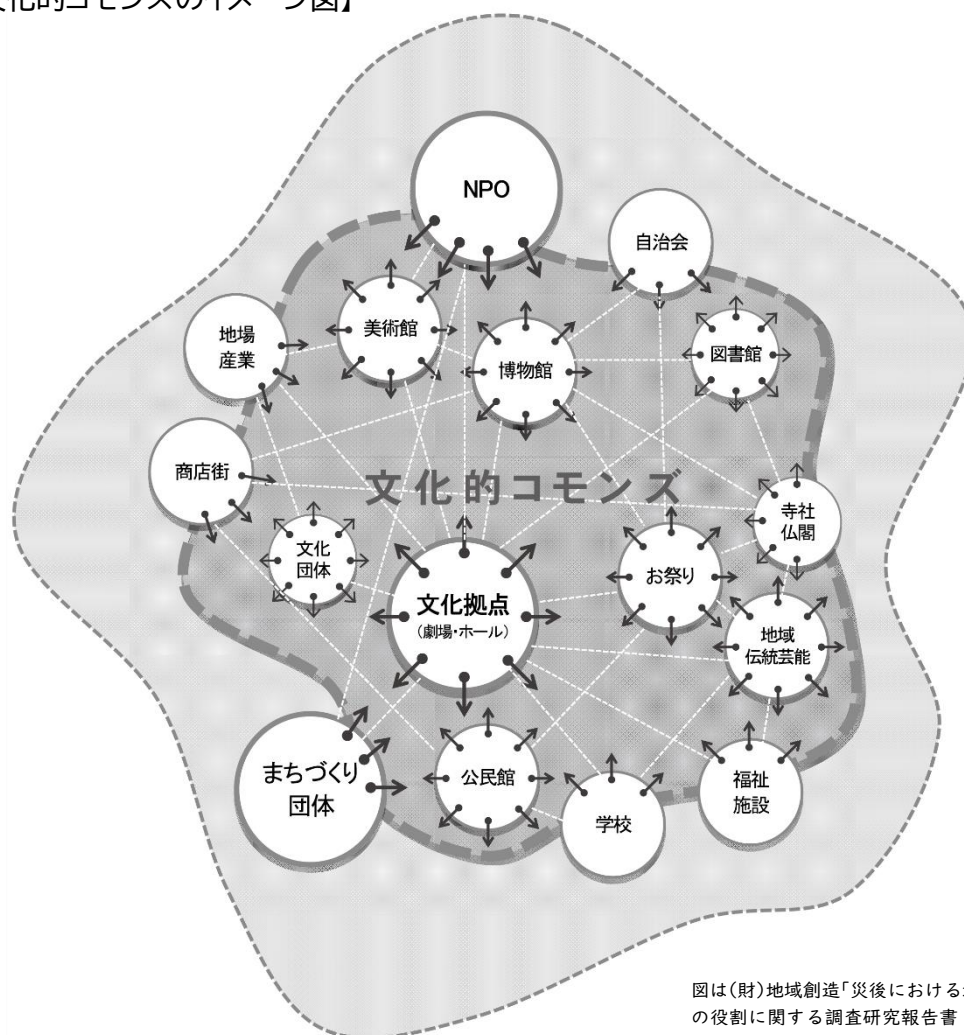 文化的コモンズのイメージ図】
NPO
自治会
美術館
地場
産業
博物館
図書館
商店街
文化的コモンズ
寺社
仏閣
文化
団体
お祭り
文化拠点
(劇場・ホール)
地域
伝統芸能
まちづくり
団体
公民館
福祉
施設
学校
図は(財)地域創造「災後における
の役割に関する調査研究報告書